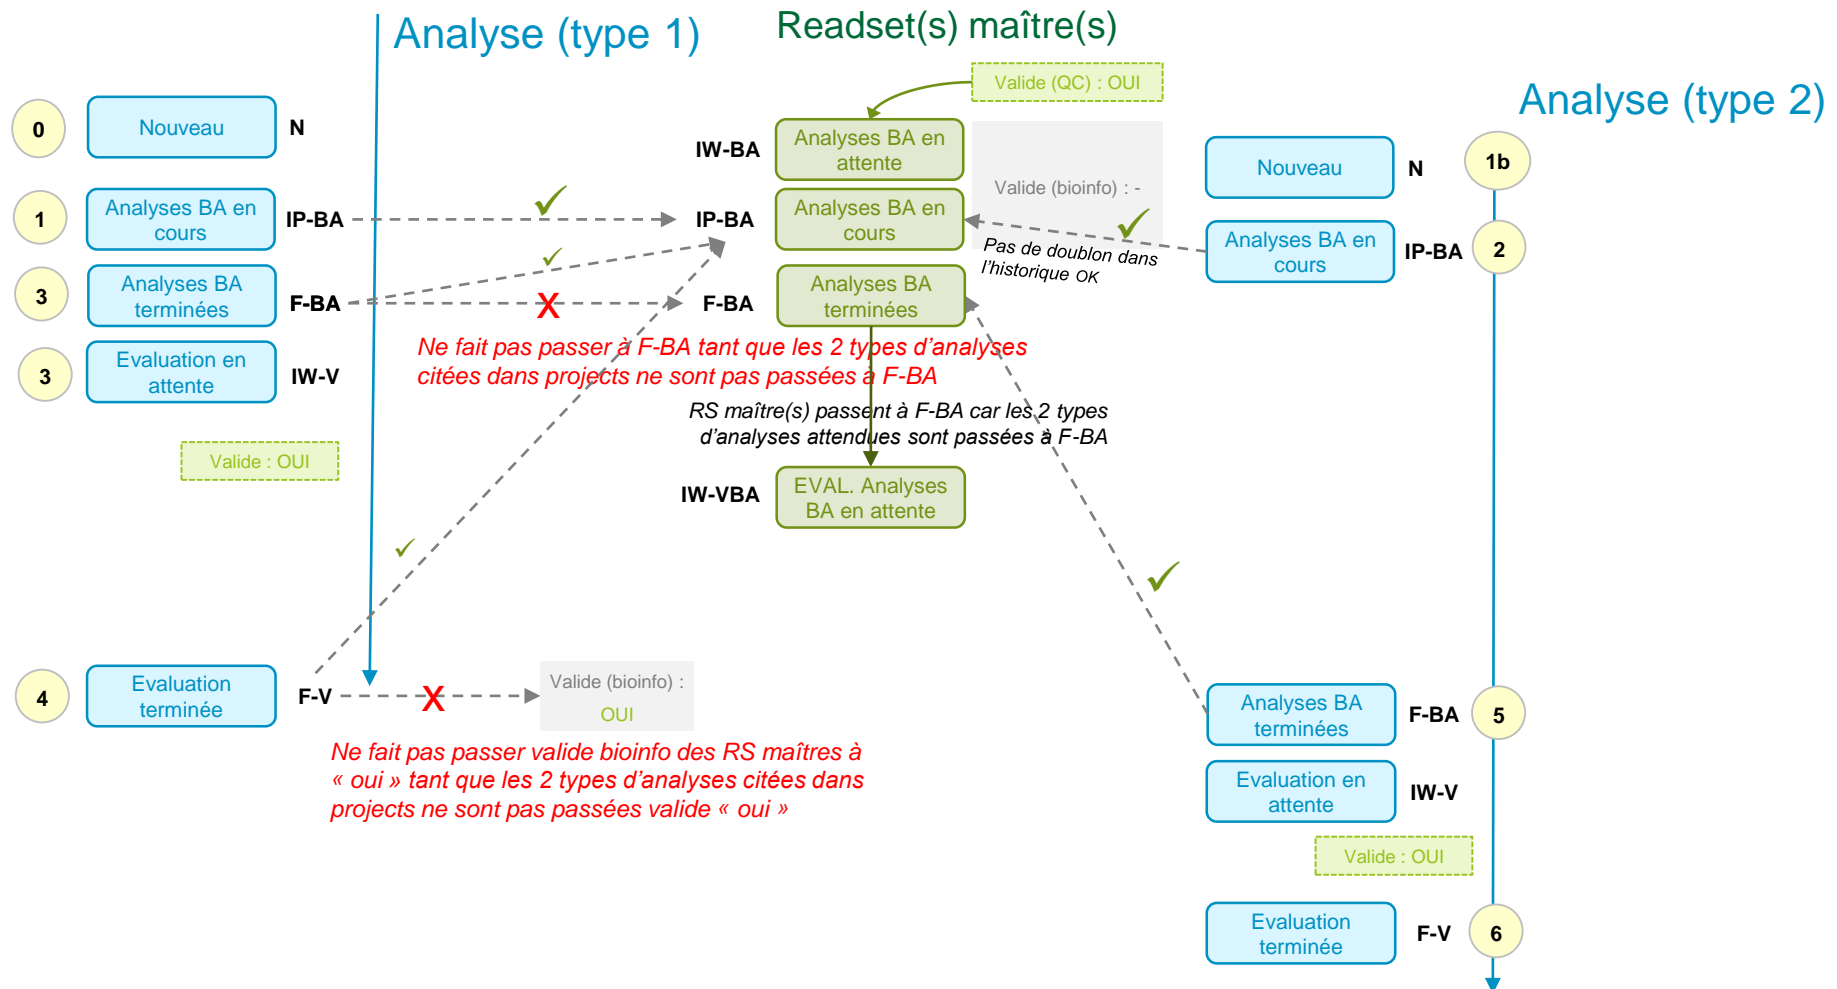 Analyse (type 1)
Readset(s) maître(s)
Analyse (type 2)
Valide (QC) : OUI
0
Nouveau
N
IW-BA
Analyses BA en
attente
Valide (bioinfo) : -
Nouveau
N
1b
1
Analyses BA en
cours
IP-BA
IP-BA
Analyses BA en
cours
Pas de doublon dans
l'historique OK
Analyses BA en
cours
IP-BA
2
3
Analyses BA
terminées
F-BA
X
F-BA
Analyses BA
terminées
Ne fait pas passer à F-BA tant que les 2 types d’analyses
citées dans projects ne sont pas passées à F-BA
3
Evaluation en
attente
IW-V
RS maître(s) passent à F-BA car les 2 types
d’analyses attendues sont passées à F-BA
Valide : OUI
IW-VBA
EVAL. Analyses
BA en attente
4
Evaluation
terminée
F-V
X
Valide (bioinfo) :
OUI
Ne fait pas passer valide bioinfo des RS maîtres à
« oui » tant que les 2 types d’analyses citées dans
projects ne sont pas passées valide « oui »
Analyses BA
terminées
F-BA
5
Evaluation en
attente
IW-V
Valide : OUI
Evaluation
terminée
F-V
6